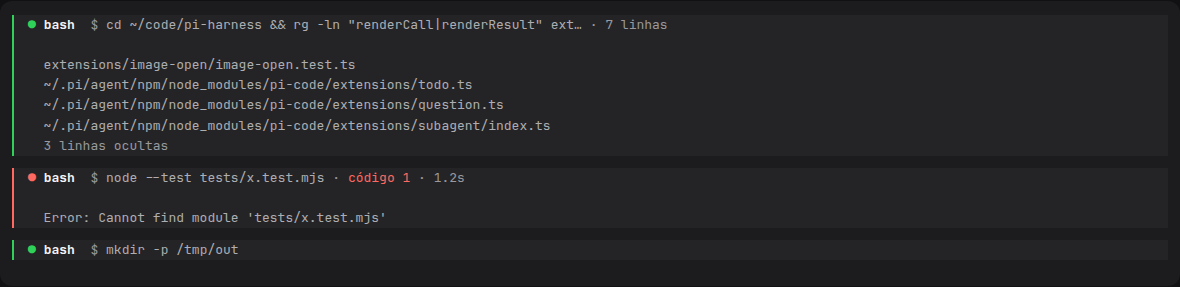 bash $ cd ~/code/pi-harness && rg -ln "renderCall|renderResult" ext… · 7 linhas
extensions/image-open/image-open.test.ts
~/.pi/agent/npm/node_modules/pi-code/extensions/todo.ts
~/.pi/agent/npm/node_modules/pi-code/extensions/question.ts
~/.pi/agent/npm/node_modules/pi-code/extensions/subagent/index.ts
3 linhas ocultas
bash $ node --test tests/x.test.mjs · código 1 · 1.2s
Error: Cannot find module 'tests/x.test.mjs'
bash $ mkdir -p /tmp/out